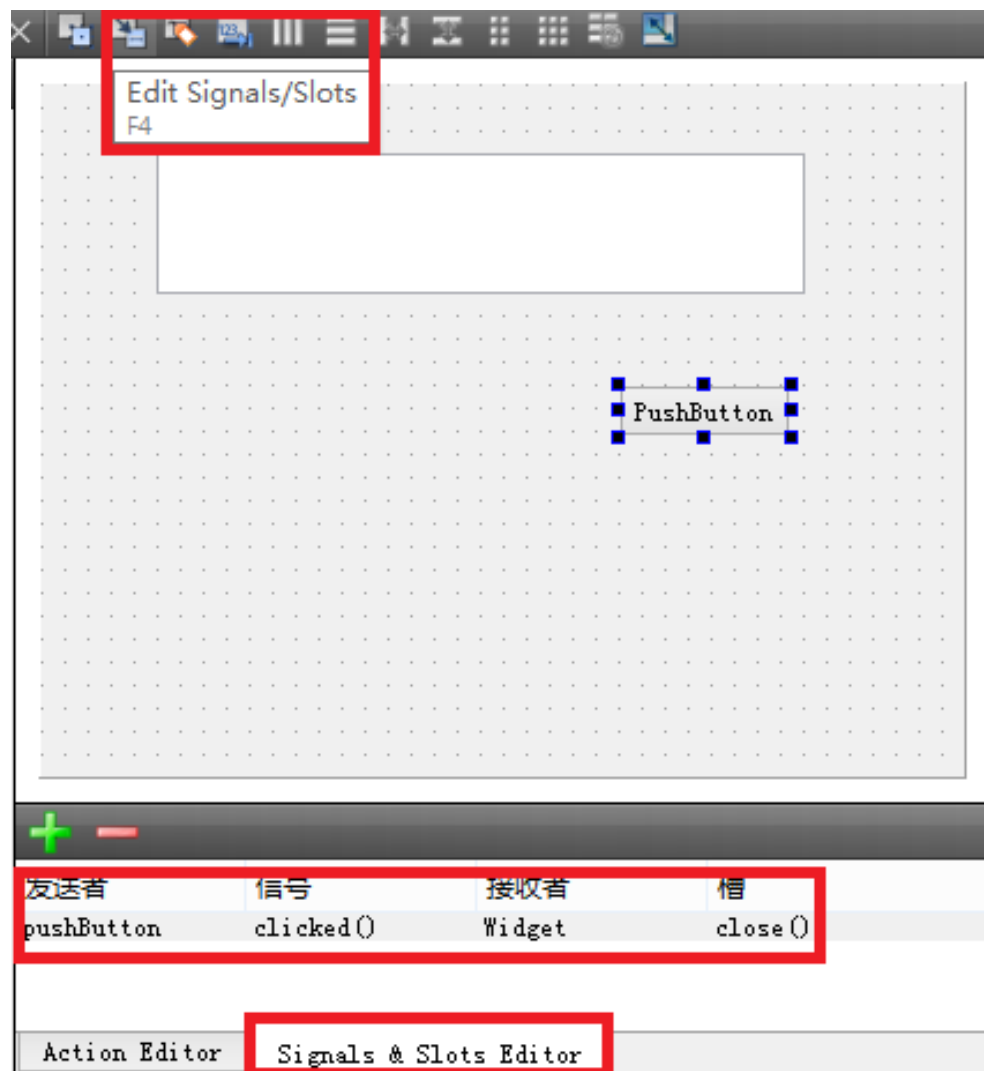 Edit Signals/Slots
F4
PushButton
发送者 信号 接收者 槽
pushButton clicked() Widget close()
Action Editor Signals & Slots Editor